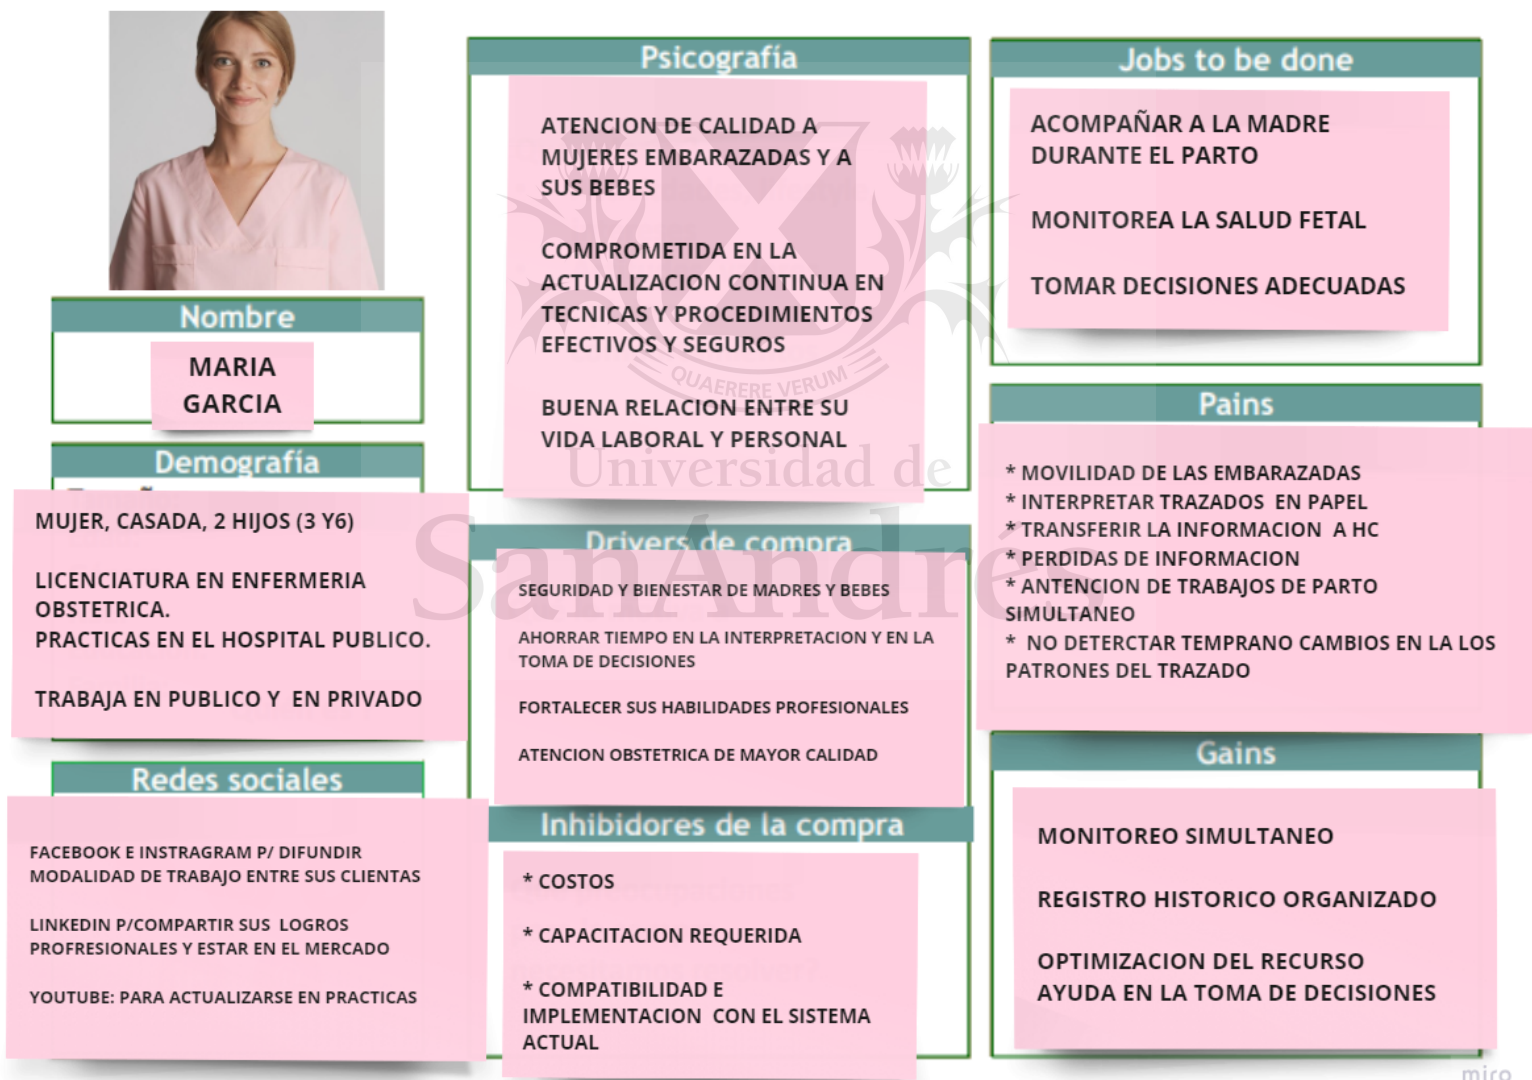 Nombre
MARIA
GARCIA
Demografía
MUJER, CASADA, 2 HIJOS (3 Y6)
LICENCIATURA EN ENFERMERIA
OBSTETRICA.
PRACTICAS EN EL HOSPITAL PUBLICO.
TRABAJA EN PUBLICO Y EN PRIVADO
Redes sociales
FACEBOOK E INSTRAGRAM P/ DIFUNDIR
MODALIDAD DE TRABAJO ENTRE SUS CLIENTAS
LINKEDIN P/COMPARTIR SUS LOGROS
PROFRESIONALES Y ESTAR EN EL MERCADO
YOUTUBE: PARA ACTUALIZARSE EN PRACTICAS
Psicografía
ATENCION DE CALIDAD A
MUJERES EMBARAZADAS Y A
SUS BEBES
COMPROMETIDA EN LA
ACTUALIZACION CONTINUA EN
TECNICAS Y PROCEDIMIENTOS
EFECTIVOS Y SEGUROS
BUENA RELACION ENTRE SU
VIDA LABORAL Y PERSONAL
QUAERERE VERUM
Universidad de
SanAndrés
Drivers de compra
SEGURIDAD Y BIENESTAR DE MADRES Y BEBES
AHORRAR TIEMPO EN LA INTERPRETACION Y EN LA
TOMA DE DECISIONES
FORTALECER SUS HABILIDADES PROFESIONALES
ATENCION OBSTETRICA DE MAYOR CALIDAD
Inhibidores de la compra
* COSTOS
* CAPACITACION REQUERIDA
* COMPATIBILIDAD E
IMPLEMENTACION CON EL SISTEMA
ACTUAL
Jobs to be done
ACOMPAÑAR A LA MADRE
DURANTE EL PARTO
MONITOREA LA SALUD FETAL
TOMAR DECISIONES ADECUADAS
Pains
* MOVILIDAD DE LAS EMBARAZADAS
* INTERPRETAR TRAZADOS EN PAPEL
* TRANSFERIR LA INFORMACION A HC
* PERDIDAS DE INFORMACION
* ANTENCION DE TRABAJOS DE PARTO
SIMULTANEO
* NO DETERCTAR TEMPRANO CAMBIOS EN LA LOS
PATRONES DEL TRAZADO
Gains
MONITOREO SIMULTANEO
REGISTRO HISTORICO ORGANIZADO
OPTIMIZACION DEL RECURSO
AYUDA EN LA TOMA DE DECISIONES
miro